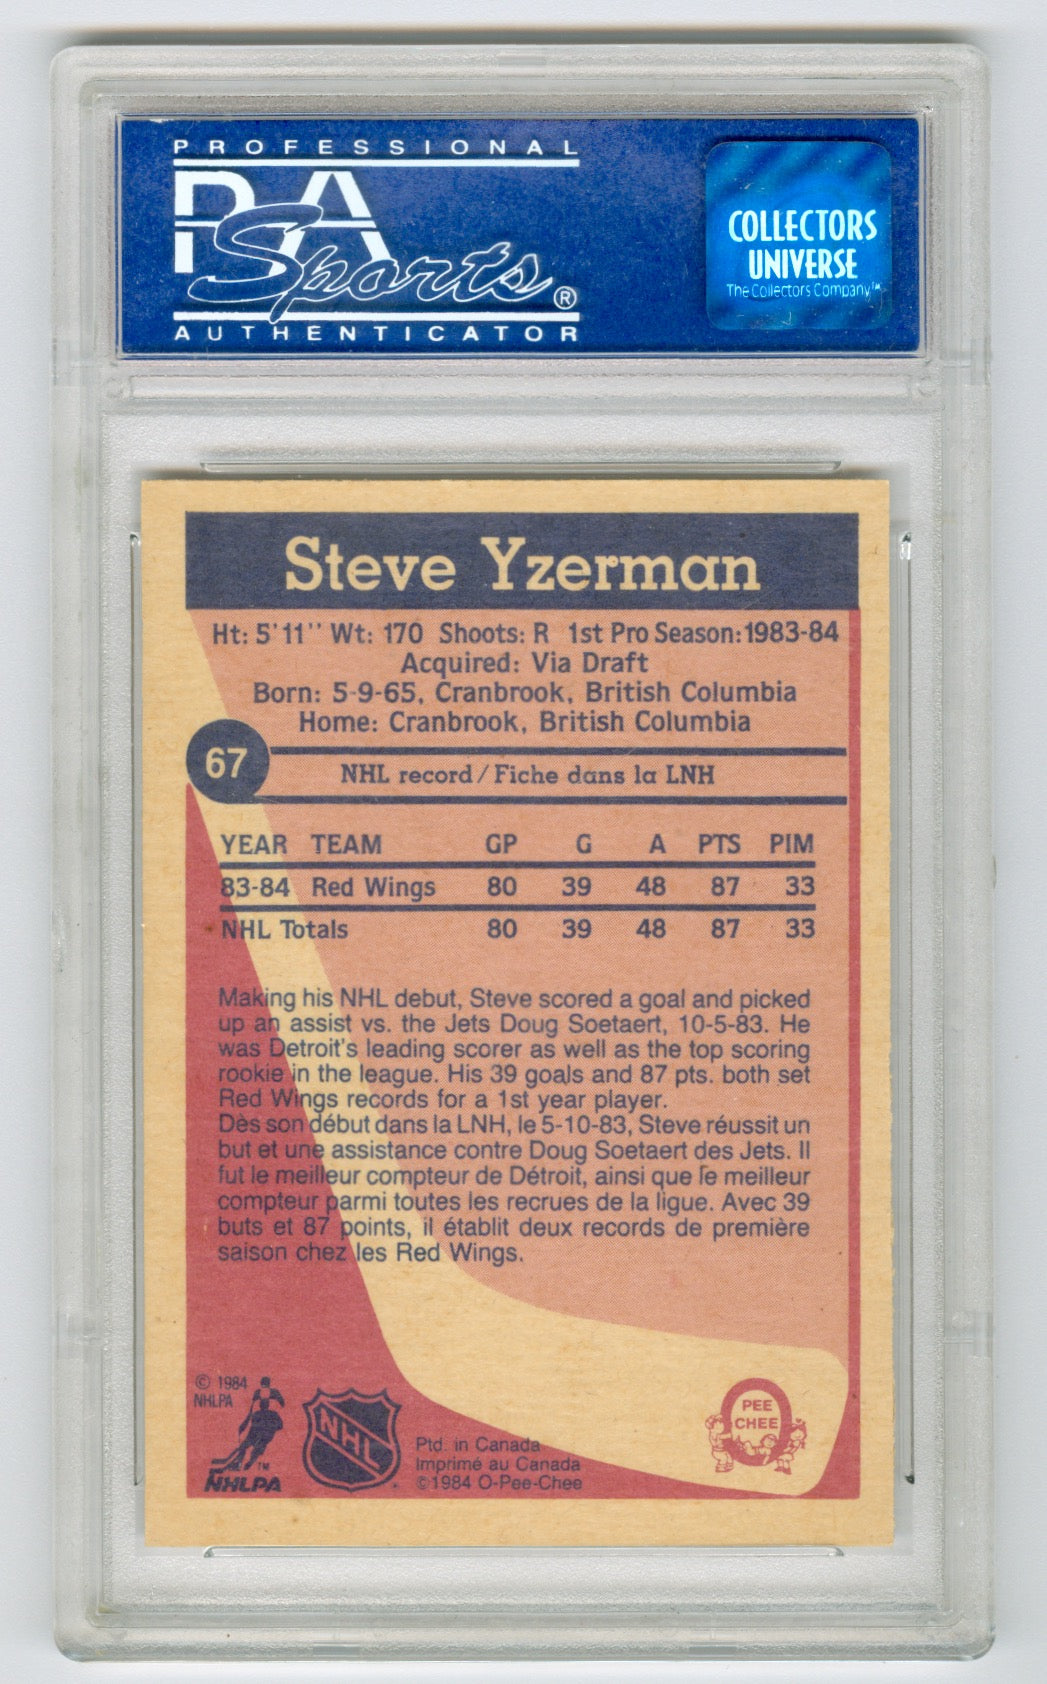 PROFESSIONAL
PSA
Sports®
AUTHENTICATOR
COLLECTORS
UNIVERSE
The Collectors Company™
Steve Yzerman
Ht: 5'11'' Wt: 170 Shoots: R 1st Pro Season: 1983-84
Acquired: Via Draft
Born: 5-9-65, Cranbrook, British Columbia
Home: Cranbrook, British Columbia
67
NHL record/Fiche dans la LNH
YEAR TEAM GP G A PTS PIM
83-84 Red Wings 80 39 48 87 33
NHL Totals 80 39 48 87 33
Making his NHL debut, Steve scored a goal and picked
up an assist vs. the Jets Doug Soetaert, 10-5-83. He
was Detroit's leading scorer as well as the top scoring
rookie in the league. His 39 goals and 87 pts. both set
Red Wings records for a 1st year player.
Dès son début dans la LNH, le 5-10-83, Steve réussit un
but et une assistance contre Doug Soetaert des Jets. Il
fut le meilleur compteur de Détroit, ainsi que le meilleur
compteur parmi toutes les recrues de la ligue. Avec 39
buts et 87 points, il établit deux records de première
saison chez les Red Wings.
© 1984
NHLPA
TM
NHLPA
NHL
Ptd. in Canada
Imprimé au Canada
©1984 O-Pee-Chee
O
PEE
CHEE